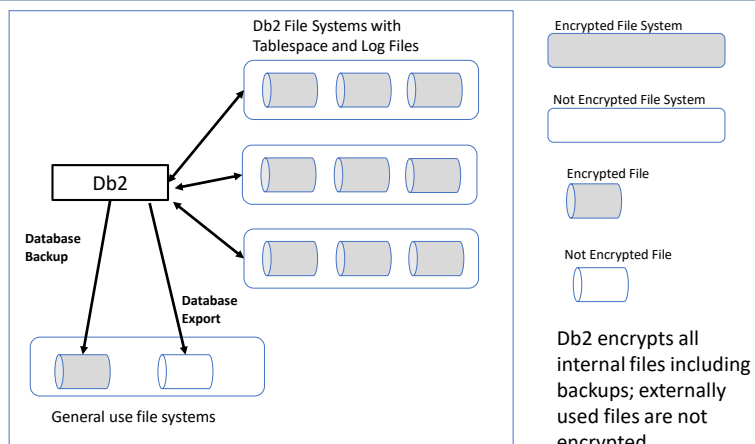 Db2 File Systems with
Tablespace and Log Files
Db2
Database
Backup
Database
Export
General use file systems
Encrypted File System
Not Encrypted File System
Encrypted File
Not Encrypted File
Db2 encrypts all
internal files including
backups; externally
used files are not
encrypted